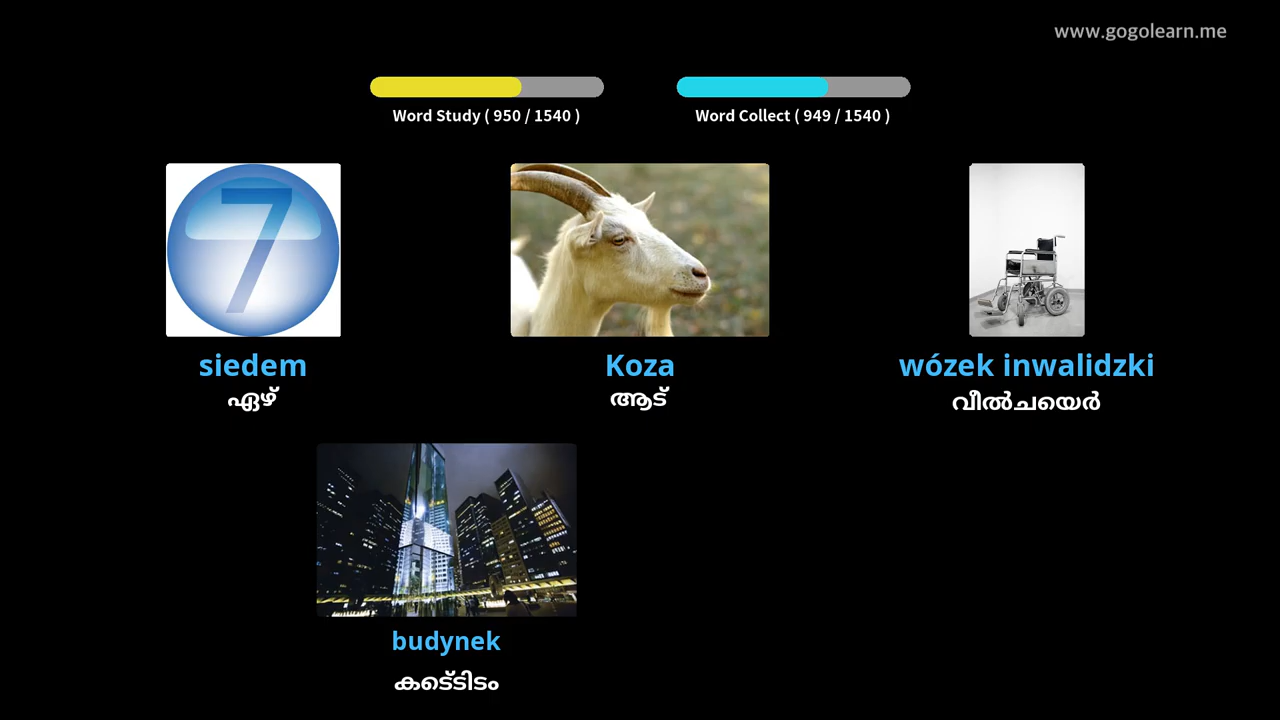 www.gogolearn.me
Word Study ( 950 / 1540 )
Word Collect ( 949 / 1540 )
7
siedem
ഏഴ്
Koza
ആട്
wózek inwalidzki
വീൽചയെർ
budynek
കട്ടെിടം